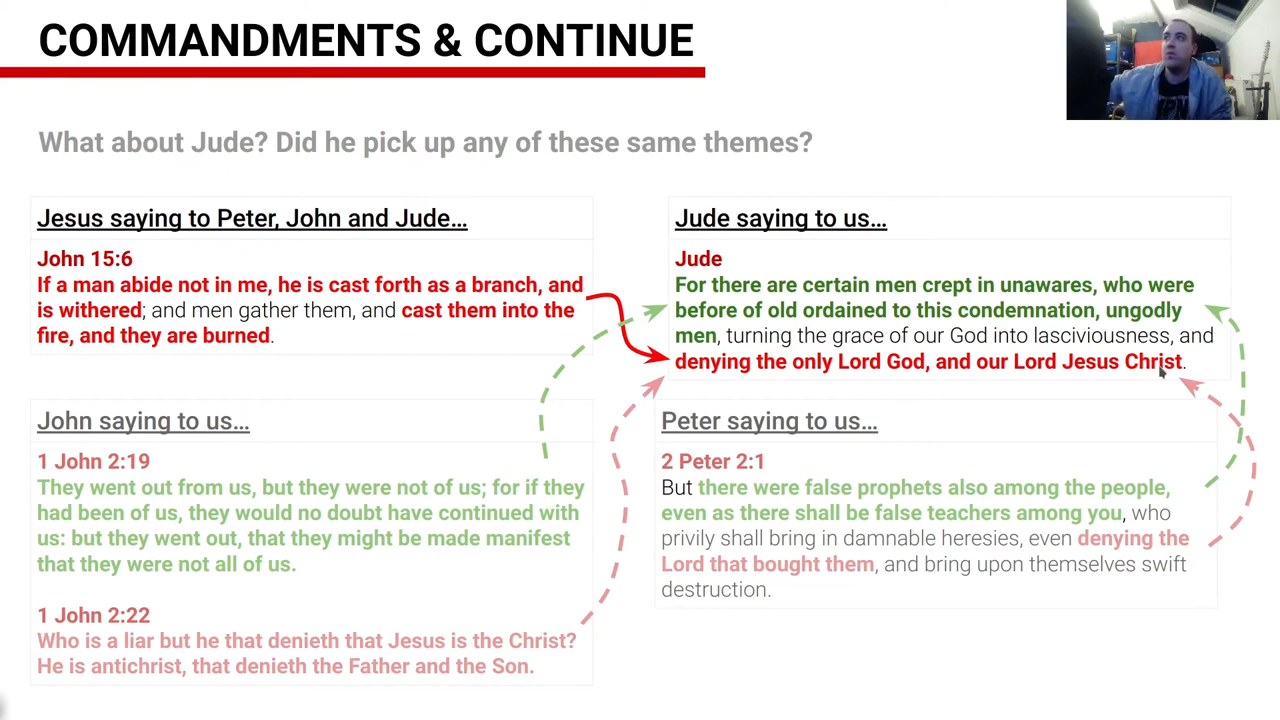 COMMANDMENTS & CONTINUE
What about Jude? Did he pick up any of these same themes?
Jesus saying to Peter, John and Jude…
John 15:6
If a man abide not in me, he is cast forth as a branch, and
is withered; and men gather them, and cast them into the
fire, and they are burned.
Jude saying to us…
Jude
For there are certain men crept in unawares, who were
before of old ordained to this condemnation, ungodly
men, turning the grace of our God into lasciviousness, and
denying the only Lord God, and our Lord Jesus Christ.
John saying to us…
1 John 2:19
They went out from us, but they were not of us; for if they
had been of us, they would no doubt have continued with
us: but they went out, that they might be made manifest
that they were not all of us.
1 John 2:22
Who is a liar but he that denieth that Jesus is the Christ?
He is antichrist, that denieth the Father and the Son.
Peter saying to us…
2 Peter 2:1
But there were false prophets also among the people,
even as there shall be false teachers among you, who
privily shall bring in damnable heresies, even denying the
Lord that bought them, and bring upon themselves swift
destruction.